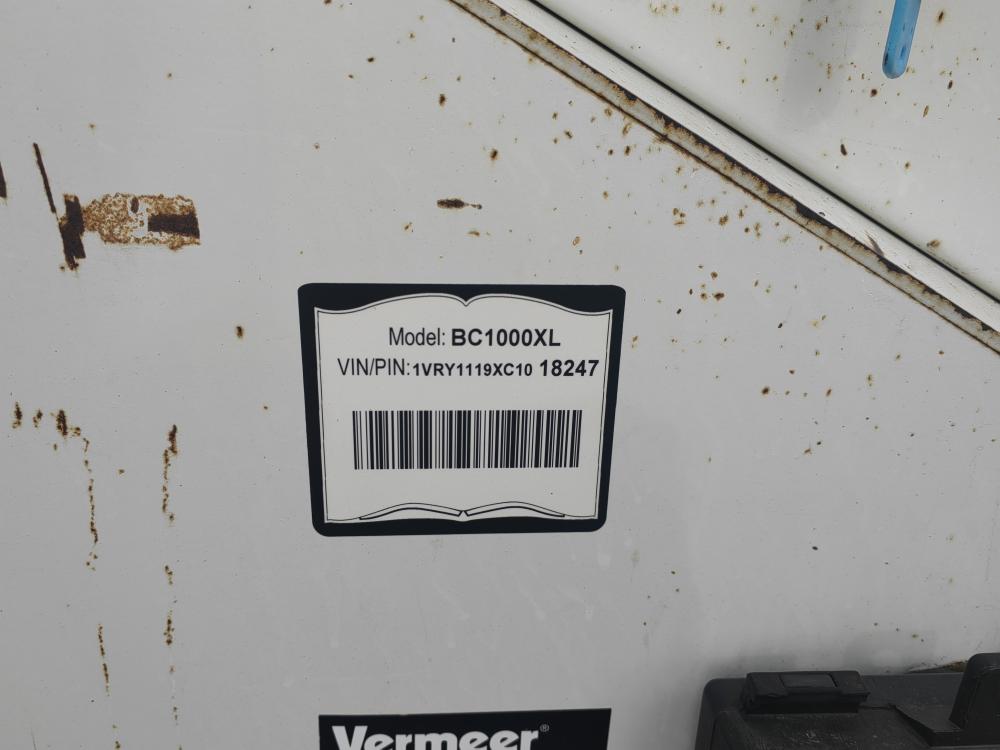 Model: BC1000XL
VIN/PIN: 1VRY1119XC10 18247
Vermeer®